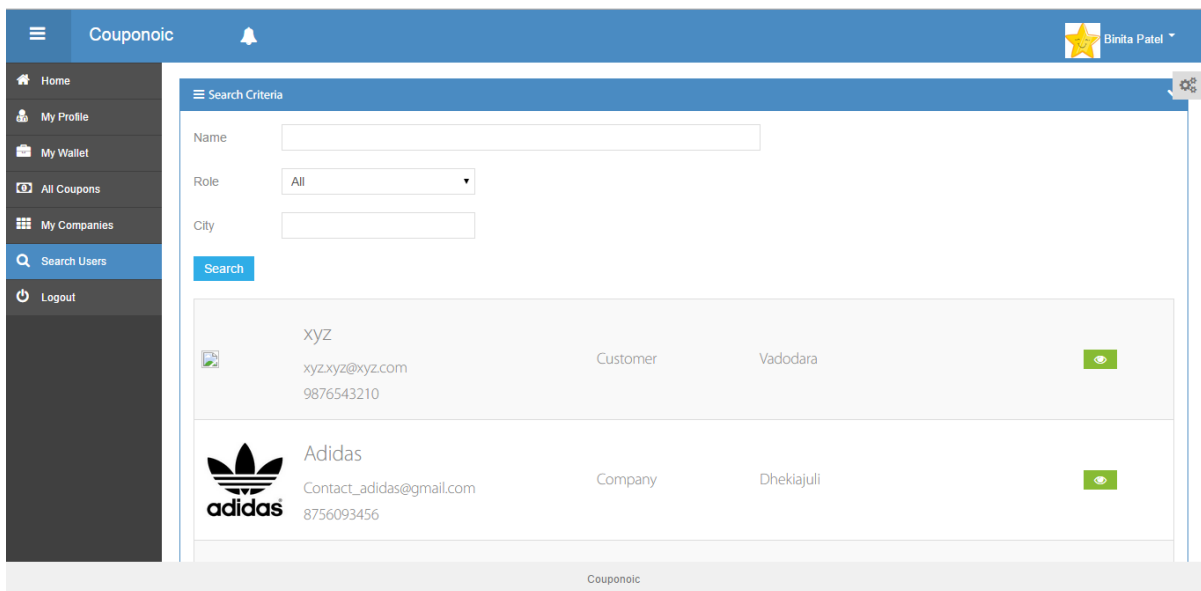 Couponoic
Binita Patel
Home
My Profile
My Wallet
All Coupons
My Companies
Search Users
Logout
Search Criteria
Name
Role All
City
Search
xyz
xyz.xyz@xyz.com
9876543210
Customer
Vadodara
adidas
Adidas
Contact_adidas@gmail.com
8756093456
Company
Dhekiajuli
Couponoic